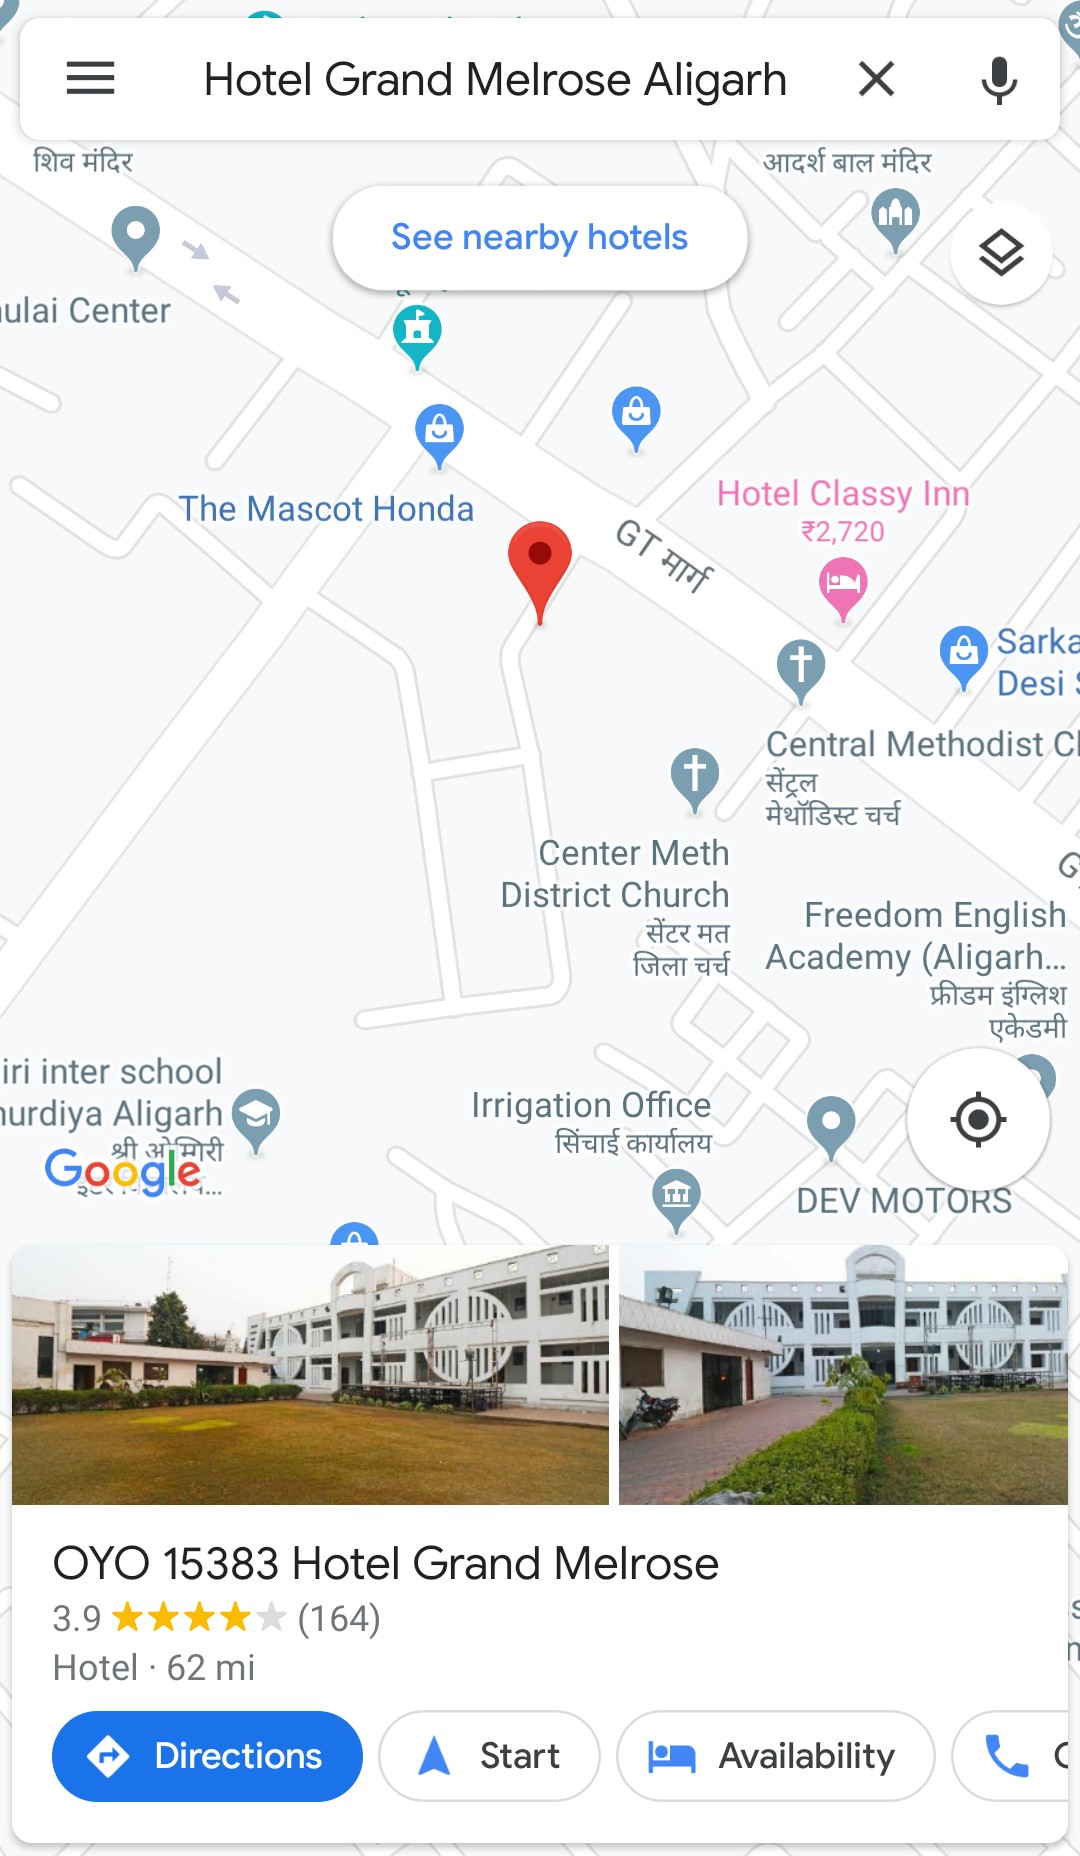 Hotel Grand Melrose Aligarh
शिव मंदिर
आदर्श बाल मंदिर
See nearby hotels
ulai Center
The Mascot Honda
Hotel Classy Inn
₹2,720
GT मार्ग
Sarka
Desi
Central Methodist
सेंट्रल
मेथॉडिस्ट चर्च
Center Meth
District Church
सेंटर मत
जिला चर्च
Freedom English
Academy (Aligarh...
फ्रीडम इंग्लिश
एकेडमी
iri inter school
urdiya Aligarh
श्री
Google
Irrigation Office
सिंचाई कार्यालय
DEV MOTORS
OYO 15383 Hotel Grand Melrose
3.9 (164)
Hotel · 62 mi
Directions
Start
Availability